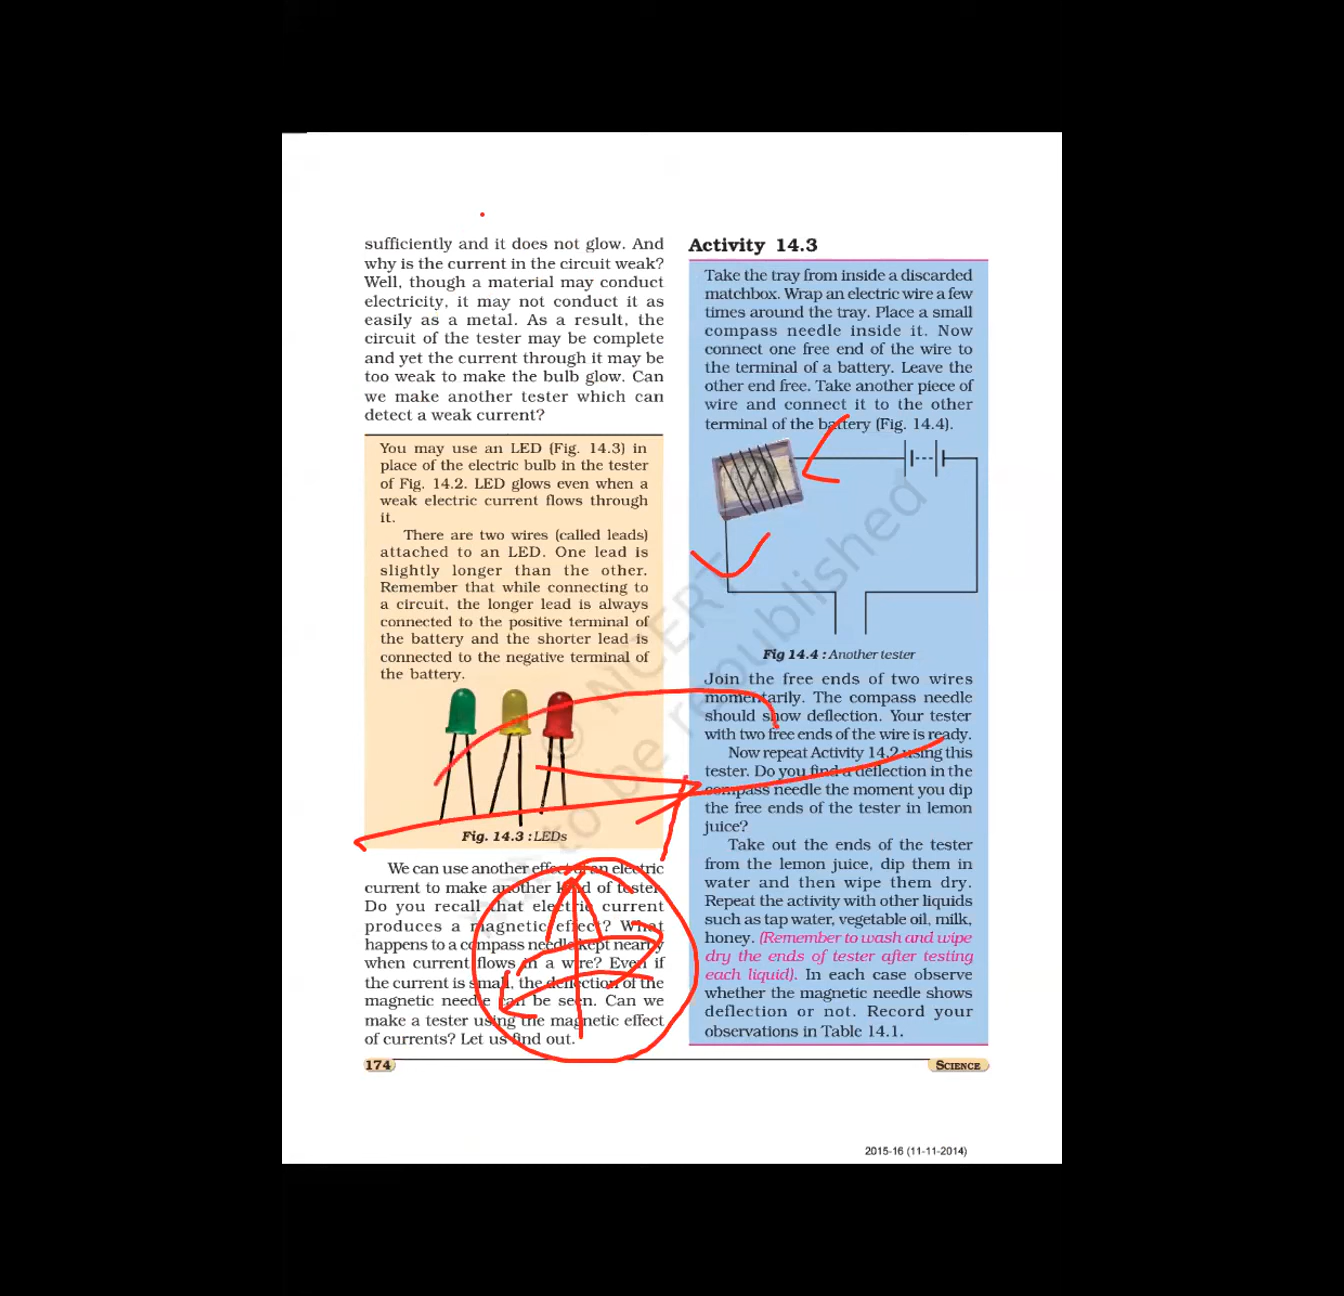 sufficiently and it does not glow. And
why is the current in the circuit weak?
Well, though a material may conduct
electricity, it may not conduct it as
easily as a metal. As a result, the
circuit of the tester may be complete
and yet the current through it may be
too weak to make the bulb glow. Can
we make another tester which can
detect a weak current?
You may use an LED (Fig. 14.3) in
place of the electric bulb in the tester
of Fig. 14.2. LED glows even when a
weak electric current flows through
it.
There are two wires (called leads)
attached to an LED. One lead is
slightly longer than the other.
Remember that while connecting to
a circuit, the longer lead is always
connected to the positive terminal of
the battery and the shorter lead is
connected to the negative terminal of
the battery.
Fig. 14.3 : LEDs
We can use another effect of an electric
current to make another kind of tester.
Do you recall that electric current
produces a magnetic effect? What
happens to a compass needle kept nearby
when current flows in a wire? Even if
the current is small, the deflection of the
magnetic needle can be seen. Can we
make a tester using the magnetic effect
of currents? Let us find out.
Activity 14.3
Take the tray from inside a discarded
matchbox. Wrap an electric wire a few
times around the tray. Place a small
compass needle inside it. Now
connect one free end of the wire to
the terminal of a battery. Leave the
other end free. Take another piece of
wire and connect it to the other
terminal of the battery (Fig. 14.4).
Fig 14.4 : Another tester
Join the free ends of two wires
momentarily. The compass needle
should show deflection. Your tester
with two free ends of the wire is ready.
Now repeat Activity 14.2 using this
tester. Do you find a deflection in the
compass needle the moment you dip
the free ends of the tester in lemon
juice?
Take out the ends of the tester
from the lemon juice, dip them in
water and then wipe them dry.
Repeat the activity with other liquids
such as tap water, vegetable oil, milk,
honey. (Remember to wash and wipe
dry the ends of tester after testing
each liquid). In each case observe
whether the magnetic needle shows
deflection or not. Record your
observations in Table 14.1.
© NCERT
to be republished
174
SCIENCE
2015-16 (11-11-2014)